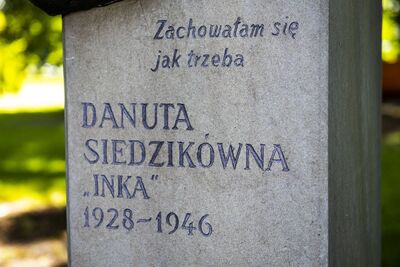 Zachowałam się
jak trzeba
DANUTA
SIEDZIKÓWNA
„INKA"
1928~1946